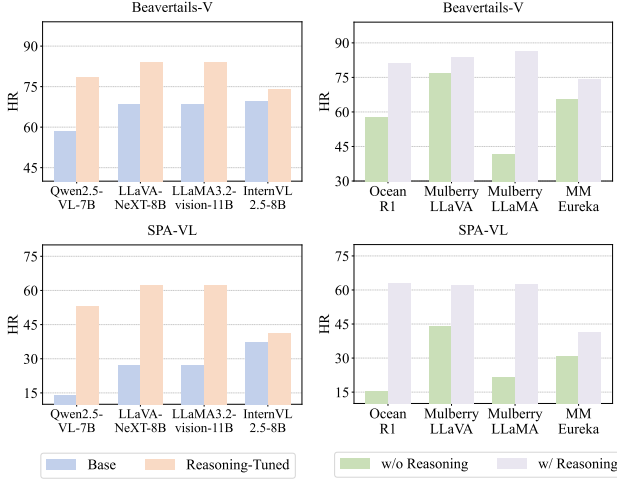 Beavertails-V
HR
90
75
60
45
Qwen2.5-
VL-7B
LLaVA-
NeXT-8B
LLaMA3.2-
vision-11B
InternVL
2.5-8B
Beavertails-V
HR
90
75
60
45
30
Ocean
R1
Mulberry
LLaVA
Mulberry
LLaMA
MM
Eureka
SPA-VL
HR
75
60
45
30
15
Qwen2.5-
VL-7B
LLaVA-
NeXT-8B
LLaMA3.2-
vision-11B
InternVL
2.5-8B
SPA-VL
HR
75
60
45
30
15
Ocean
R1
Mulberry
LLaVA
Mulberry
LLaMA
MM
Eureka
Base
Reasoning-Tuned
w/o Reasoning
w/ Reasoning